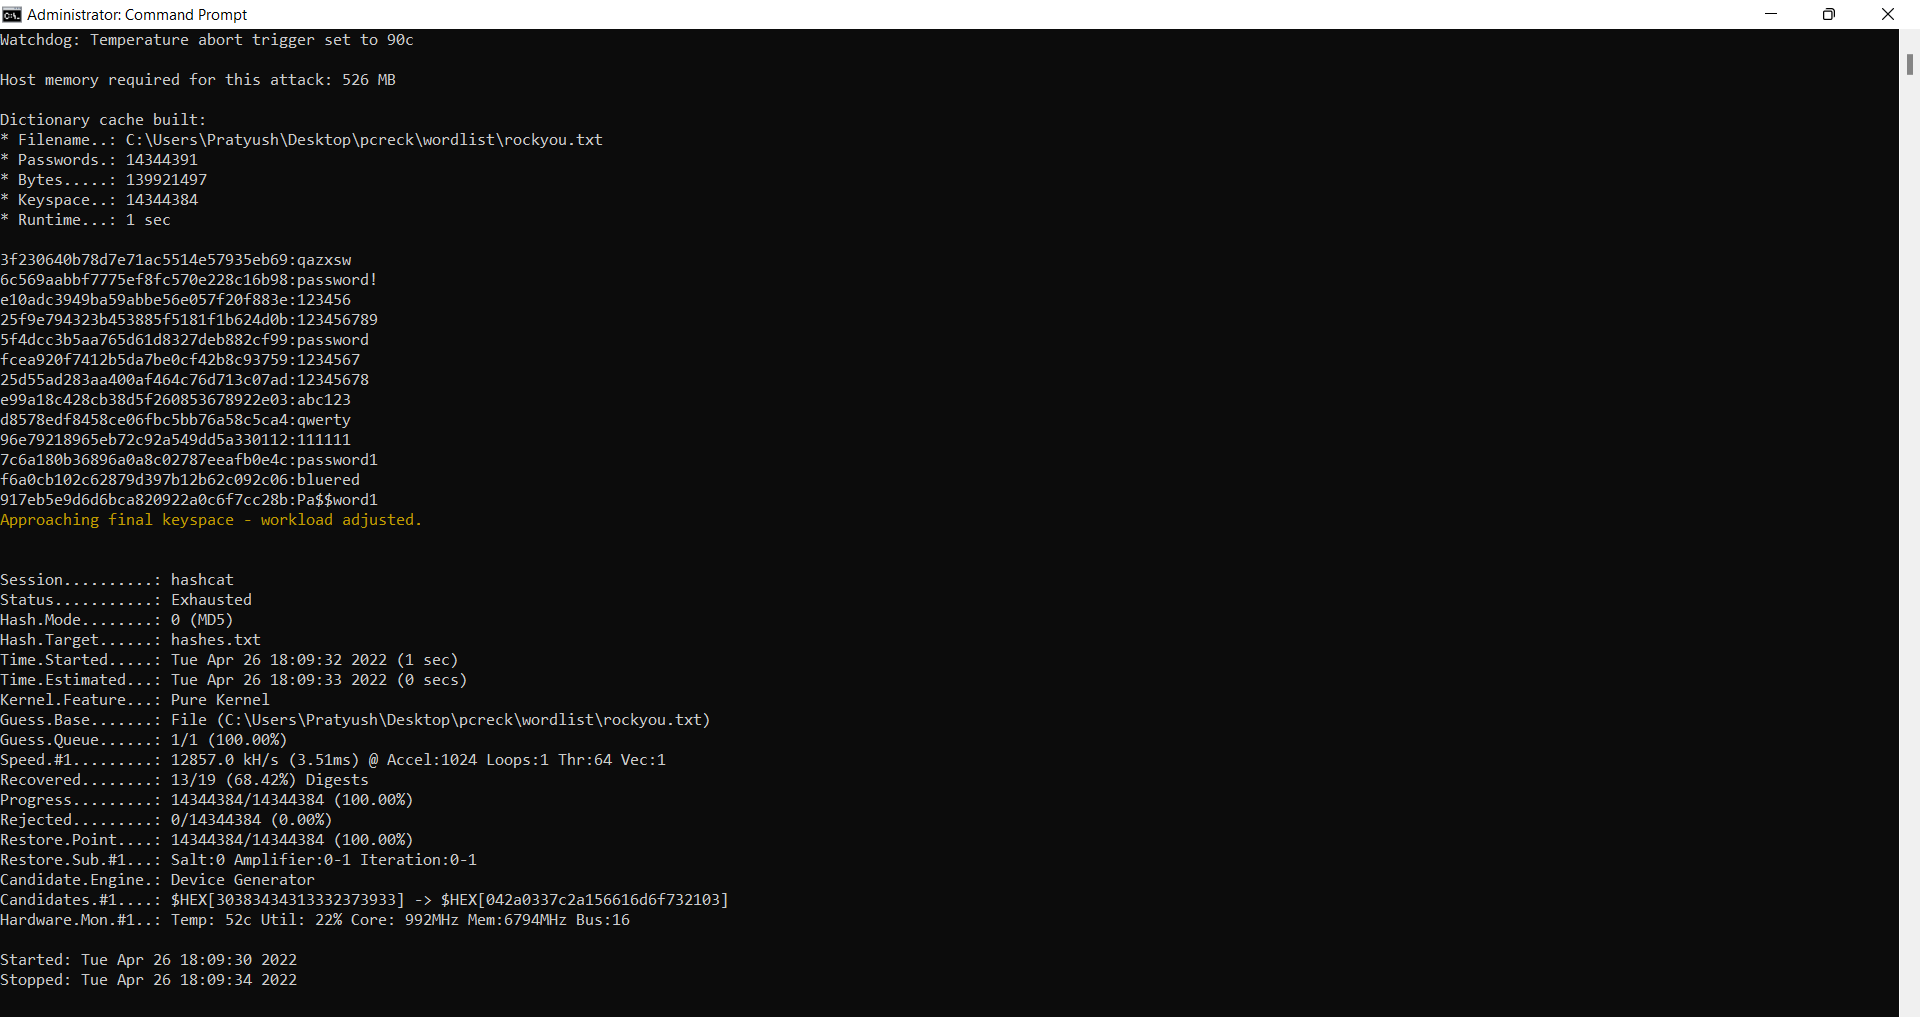 Administrator: Command Prompt
Watchdog: Temperature abort trigger set to 90c
Host memory required for this attack: 526 MB
Dictionary cache built:
* Filename..: C:\Users\Pratyush\Desktop\pcreck\wordlist\rockyou.txt
* Passwords.: 14344391
* Bytes.....: 139921497
* Keyspace..: 14344384
* Runtime...: 1 sec
3f230640b78d7e71ac5514e57935eb69:qazxsw
6c569aabbf7775ef8fc570e228c16b98:password!
e10adc3949ba59abbe56e057f20f883e:123456
25f9e794323b453885f5181f1b624d0b:123456789
5f4dcc3b5aa765d61d8327deb882cf99:password
fcea920f7412b5da7be0cf42b8c93759:1234567
25d55ad283aa400af464c76d713c07ad:12345678
e99a18c428cb38d5f260853678922e03:abc123
d8578edf8458ce06fbc5bb76a58c5ca4:qwerty
96e79218965eb72c92a549dd5a330112:111111
7c6a180b36896a0a8c02787eeafb0e4c:password1
f6a0cb102c62879d397b12b62c092c06:bluered
917eb5e9d6d6bca820922a0c6f7cc28b:Pa$$word1
Approaching final keyspace - workload adjusted.
Session..........: hashcat
Status...........: Exhausted
Hash.Mode........: 0 (MD5)
Hash.Target......: hashes.txt
Time.Started.....: Tue Apr 26 18:09:32 2022 (1 sec)
Time.Estimated...: Tue Apr 26 18:09:33 2022 (0 secs)
Kernel.Feature...: Pure Kernel
Guess.Base.......: File (C:\Users\Pratyush\Desktop\pcreck\wordlist\rockyou.txt)
Guess.Queue......: 1/1 (100.00%)
Speed.#1.........: 12857.0 kH/s (3.51ms) @ Accel:1024 Loops:1 Thr:64 Vec:1
Recovered........: 13/19 (68.42%) Digests
Progress.........: 14344384/14344384 (100.00%)
Rejected.........: 0/14344384 (0.00%)
Restore.Point....: 14344384/14344384 (100.00%)
Restore.Sub.#1...: Salt:0 Amplifier:0-1 Iteration:0-1
Candidate.Engine.: Device Generator
Candidates.#1....: $HEX[30383434313332373933] -> $HEX[042a0337c2a156616d6f732103]
Hardware.Mon.#1..: Temp: 52c Util: 22% Core: 992MHz Mem:6794MHz Bus:16
Started: Tue Apr 26 18:09:30 2022
Stopped: Tue Apr 26 18:09:34 2022